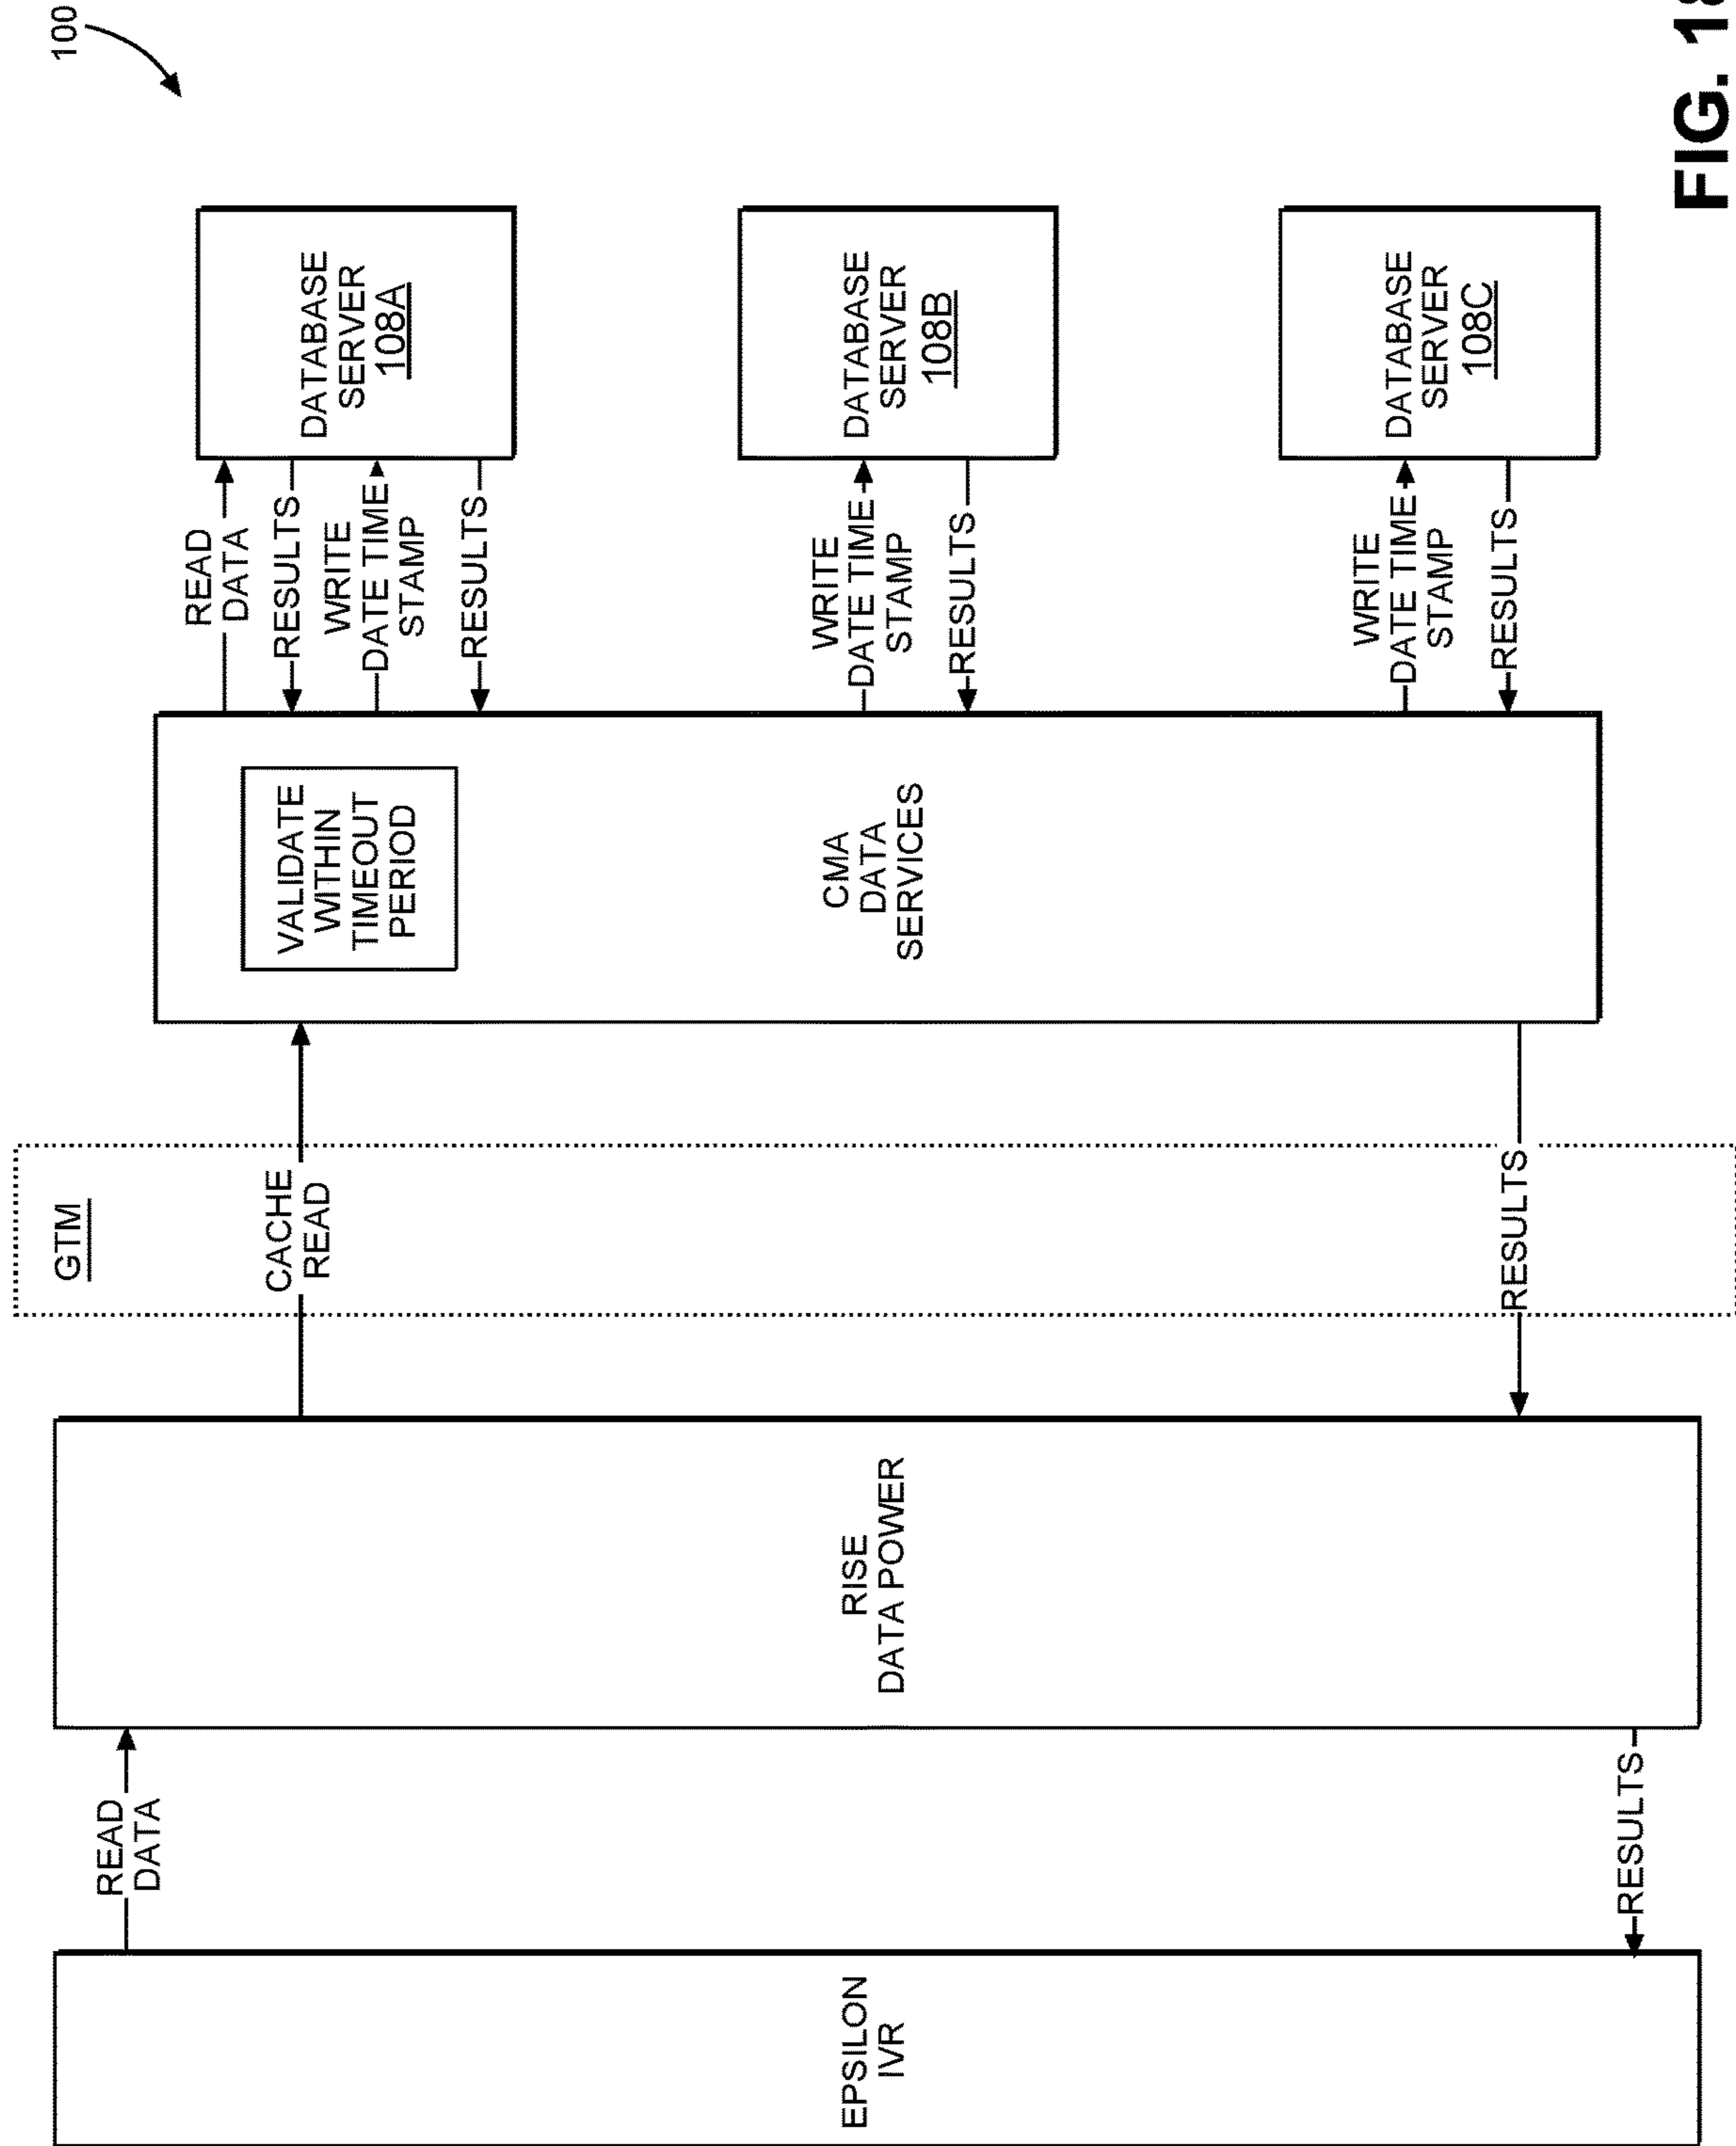 100
GTM
READ
DATA
RESULTS
WRITE
DATE TIME
STAMP
RESULTS
DATABASE
SERVER
108A
VALIDATE
WITHIN
TIMEOUT
PERIOD
CACHE
READ
READ
DATA
EPSILON
IVR
RISE
DATA POWER
CMA
DATA
SERVICES
WRITE
DATE TIME
STAMP
RESULTS
DATABASE
SERVER
108B
WRITE
DATE TIME
STAMP
RESULTS
DATABASE
SERVER
108C
RESULTS
RESULTS
FIG. 18